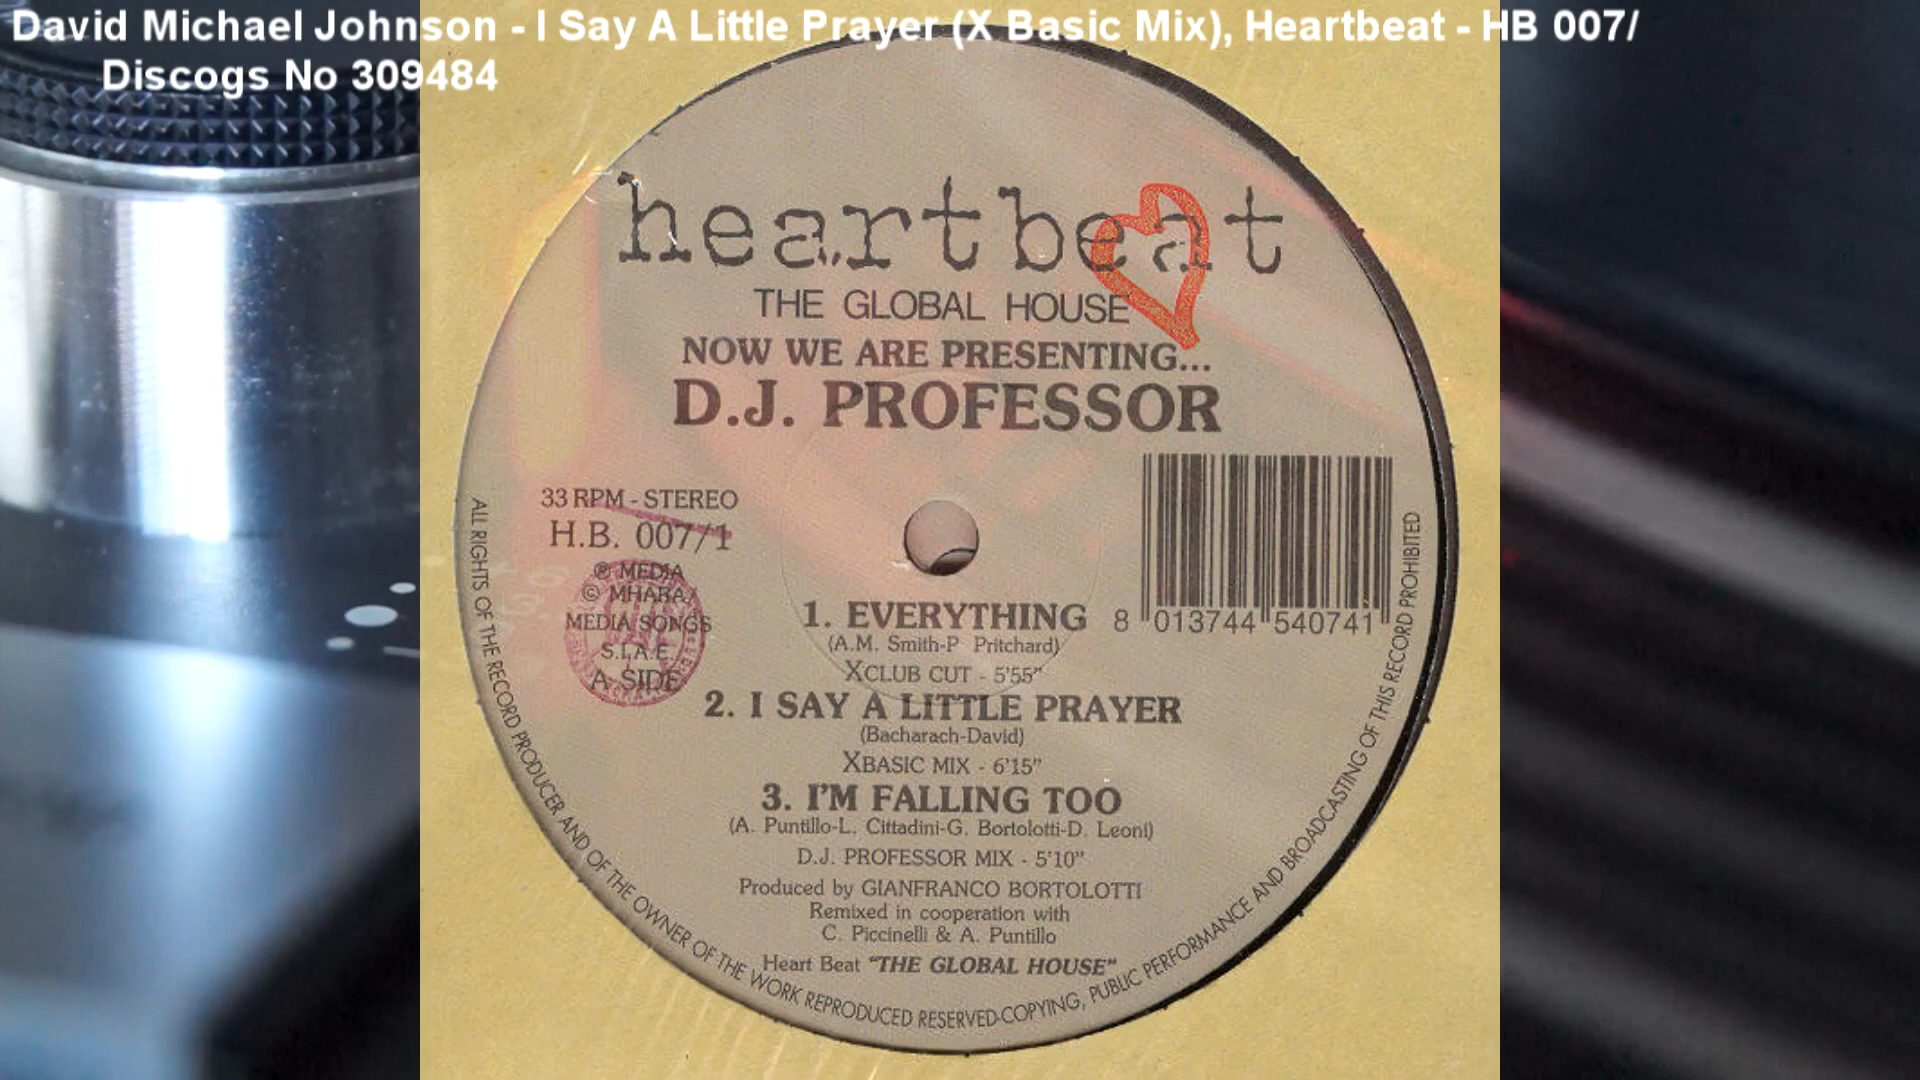 David Michael Johnson - I Say A Little Prayer (X Basic Mix), Heartbeat - HB 007/
Discogs No 309484
heartbeat
THE GLOBAL HOUSE
NOW WE ARE PRESENTING...
D.J. PROFESSOR
33 RPM - STEREO
H.B. 007/1
℗ MEDIA
© MHARA/
MEDIA SONGS
S.I.A.E.
A SIDE
8 013744 540741
1. EVERYTHING
(A.M. Smith-P Pritchard)
XCLUB CUT - 5'55"
2. I SAY A LITTLE PRAYER
(Bacharach-David)
XBASIC MIX - 6'15"
3. I'M FALLING TOO
(A. Puntillo-L. Cittadini-G. Bortolotti-D. Leoni)
D.J. PROFESSOR MIX - 5'10"
Produced by GIANFRANCO BORTOLOTTI
Remixed in cooperation with
C. Piccinelli & A. Puntillo
Heart Beat "THE GLOBAL HOUSE"
ALL RIGHTS OF THE RECORD PRODUCER AND OF THE OWNER OF THE WORK REPRODUCED RESERVED-COPYING, PUBLIC PERFORMANCE AND BROADCASTING OF THIS RECORD PROHIBITED